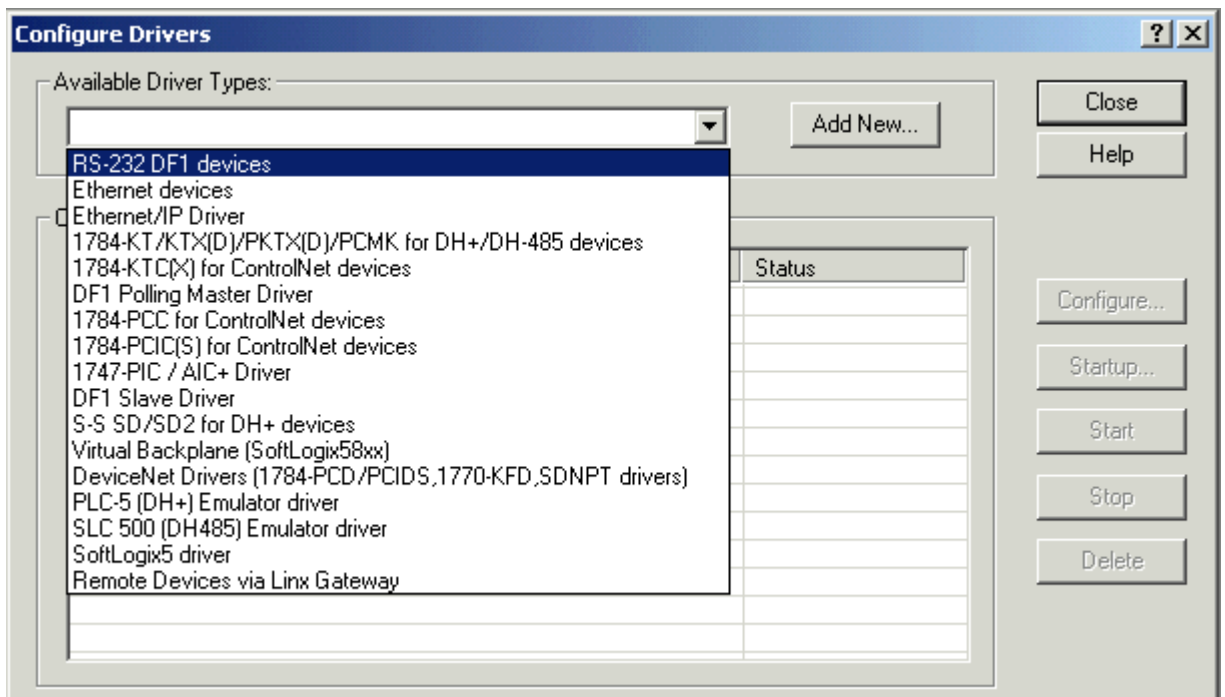 Configure Drivers
Available Driver Types:
Add New...
Close
Help
RS-232 DF1 devices
Ethernet devices
Ethernet/IP Driver
1784-KT/KTX(D)/PKTX(D)/PCMK for DH+/DH-485 devices
1784-KTC(X) for ControlNet devices
DF1 Polling Master Driver
1784-PCC for ControlNet devices
1784-PCIC(S) for ControlNet devices
1747-PIC / AIC+ Driver
DF1 Slave Driver
S-S SD/SD2 for DH+ devices
Virtual Backplane (SoftLogix58xx)
DeviceNet Drivers (1784-PCD/PCIDS,1770-KFD,SDNPT drivers)
PLC-5 (DH+) Emulator driver
SLC 500 (DH485) Emulator driver
SoftLogix5 driver
Remote Devices via Linx Gateway
Status
Configure...
Startup...
Start
Stop
Delete